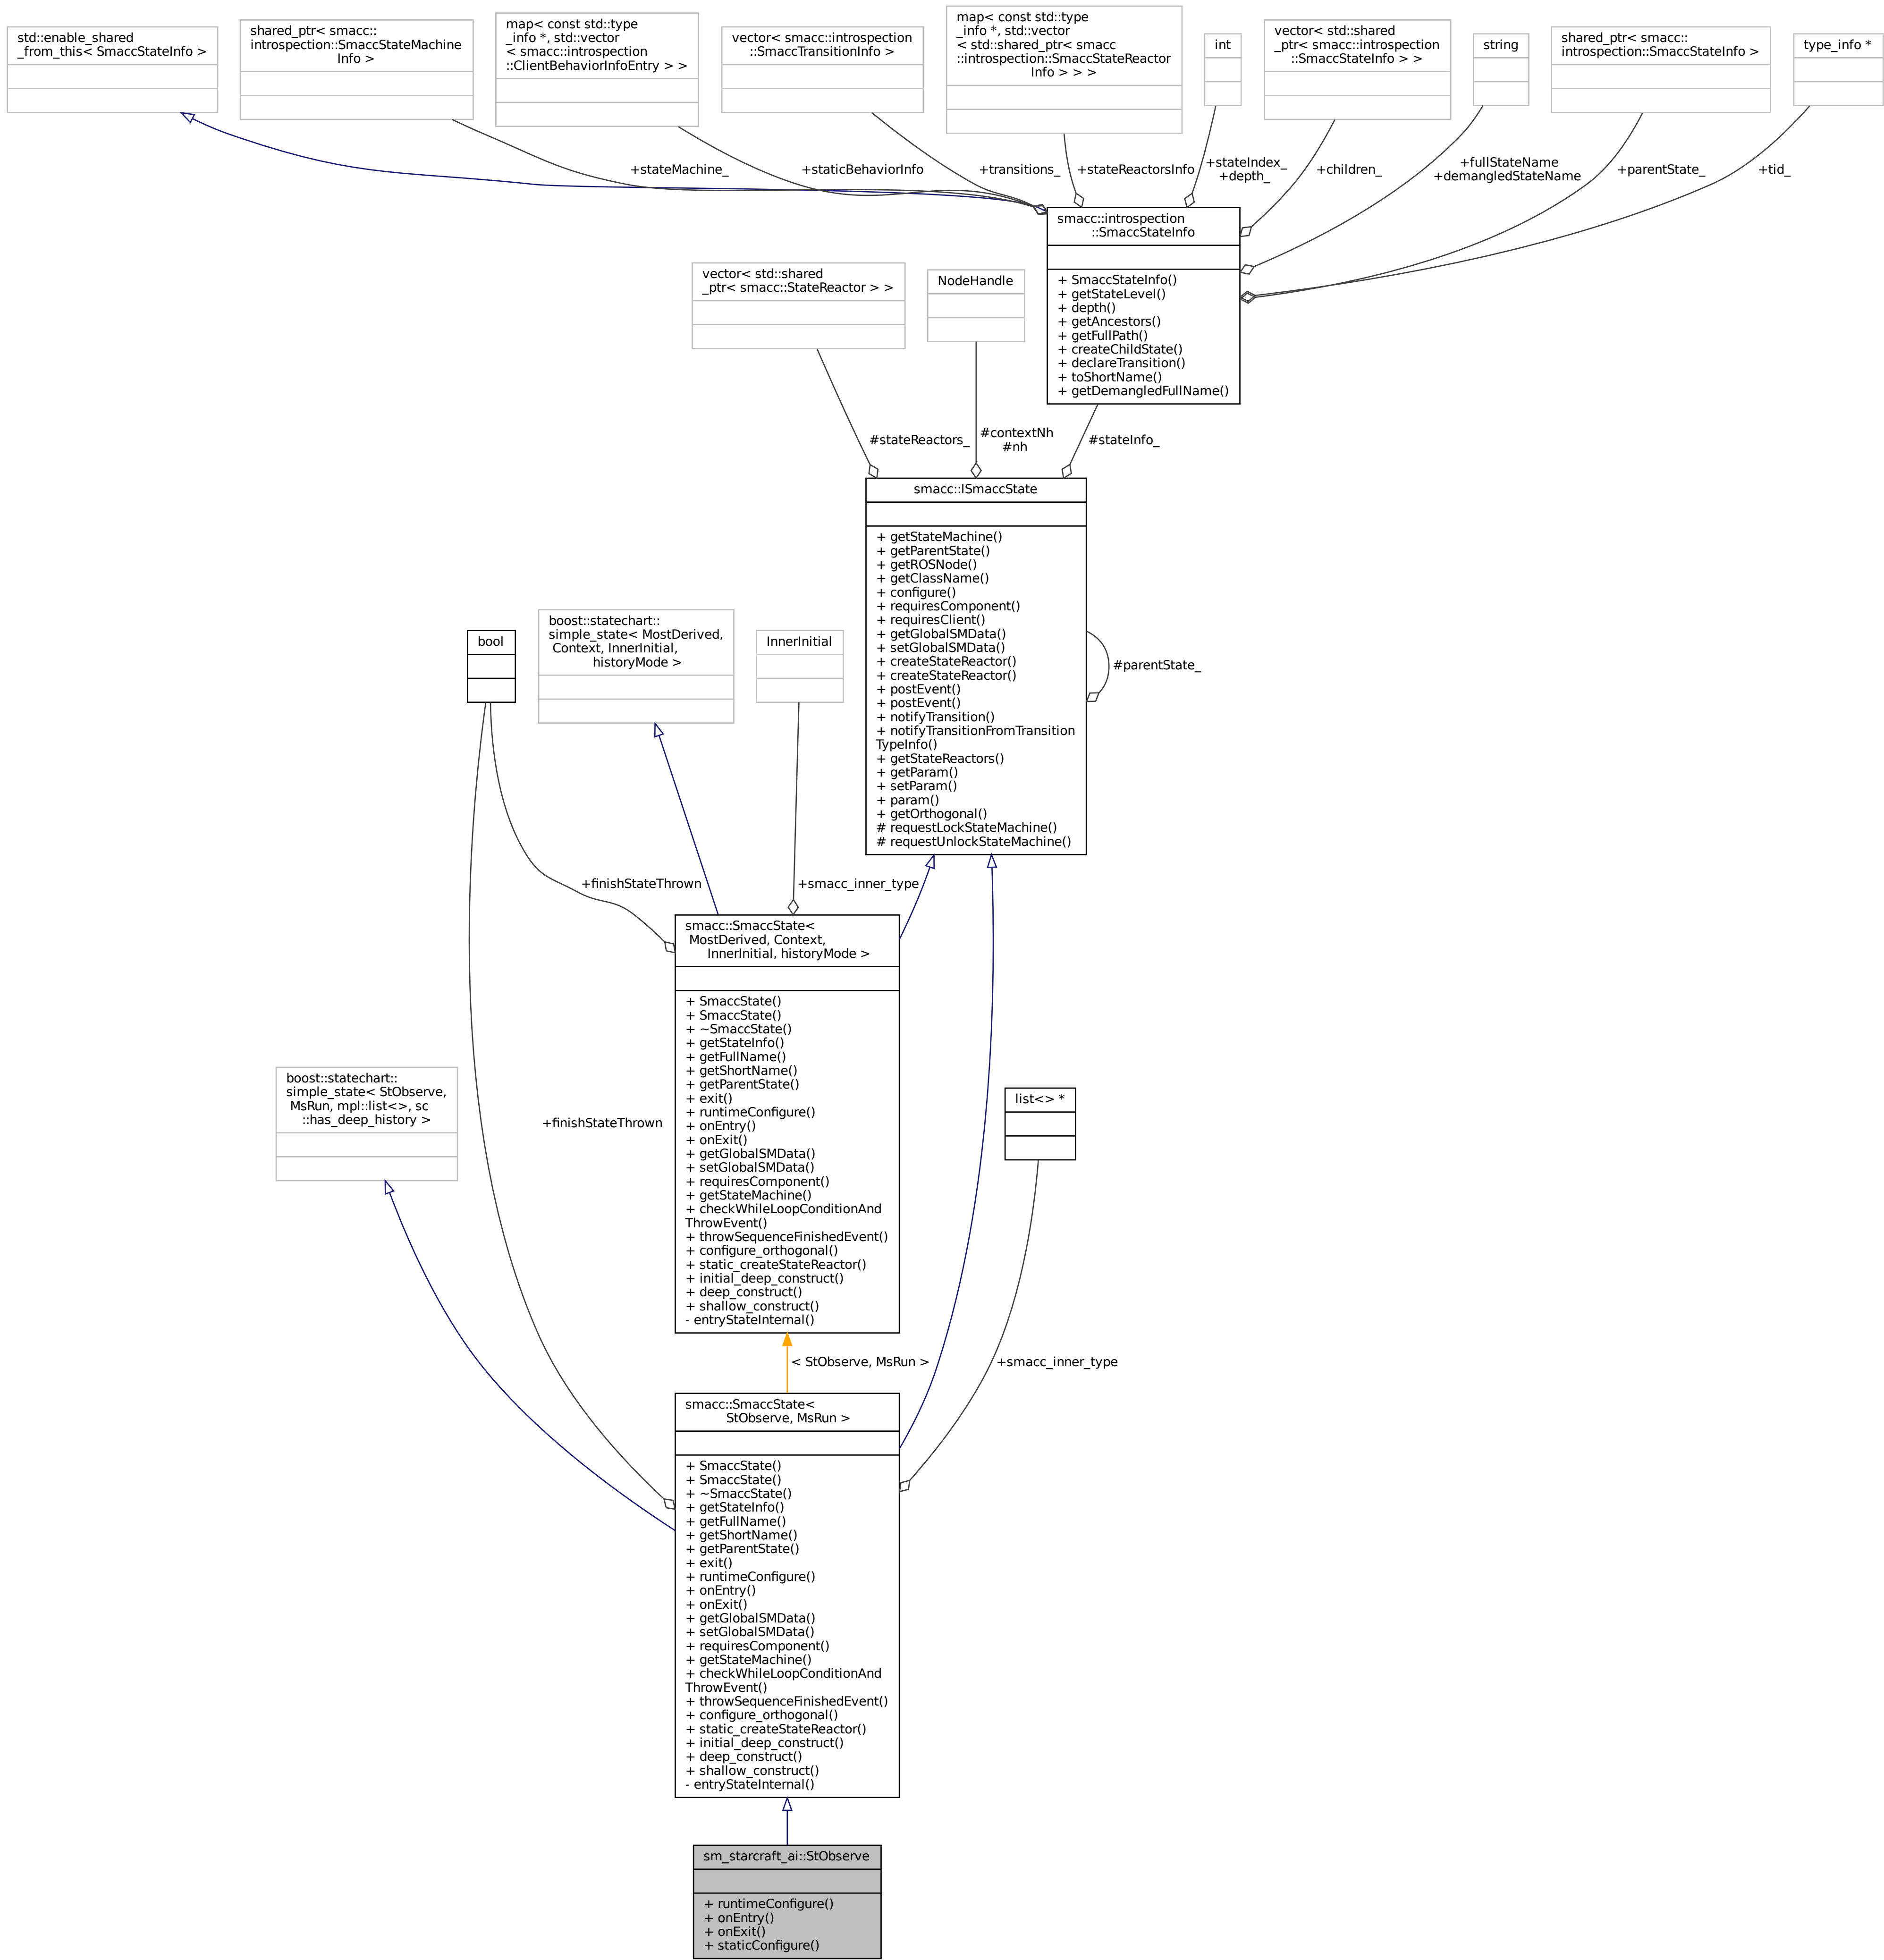 std::enable_shared
_from_this< SmaccStateInfo >
shared_ptr< smacc::
introspection::SmaccStateMachine
Info >
map< const std::type
_info *, std::vector
< smacc::introspection
::ClientBehaviorInfoEntry > >
vector< smacc::introspection
::SmaccTransitionInfo >
map< const std::type
_info *, std::vector
< std::shared_ptr< smacc
::introspection::SmaccStateReactor
Info > > >
int
vector< std::shared
_ptr< smacc::introspection
::SmaccStateInfo > >
string
shared_ptr< smacc::
introspection::SmaccStateInfo >
type_info *
+stateMachine_
+staticBehaviorInfo
+transitions_
+stateReactorsInfo
+stateIndex_
+depth_
+children_
+fullStateName
+demangledStateName
+parentState_
+tid_
smacc::introspection
::SmaccStateInfo
+ SmaccStateInfo()
+ getStateLevel()
+ depth()
+ getAncestors()
+ getFullPath()
+ createChildState()
+ declareTransition()
+ toShortName()
+ getDemangledFullName()
vector< std::shared
_ptr< smacc::StateReactor > >
NodeHandle
#stateReactors_
#contextNh
#nh
#stateInfo_
smacc::ISmaccState
+ getStateMachine()
+ getParentState()
+ getROSNode()
+ getClassName()
+ configure()
+ requiresComponent()
+ requiresClient()
+ getGlobalSMData()
+ setGlobalSMData()
+ createStateReactor()
+ createStateReactor()
+ postEvent()
+ postEvent()
+ notifyTransition()
+ notifyTransitionFromTransition
TypeInfo()
+ getStateReactors()
+ getParam()
+ setParam()
+ param()
+ getOrthogonal()
# requestLockStateMachine()
# requestUnlockStateMachine()
#parentState_
bool
boost::statechart::
simple_state< MostDerived,
Context, InnerInitial,
historyMode >
InnerInitial
+finishStateThrown
+smacc_inner_type
smacc::SmaccState<
MostDerived, Context,
InnerInitial, historyMode >
+ SmaccState()
+ SmaccState()
+ ~SmaccState()
+ getStateInfo()
+ getFullName()
+ getShortName()
+ getParentState()
+ exit()
+ runtimeConfigure()
+ onEntry()
+ onExit()
+ getGlobalSMData()
+ setGlobalSMData()
+ requiresComponent()
+ getStateMachine()
+ checkWhileLoopConditionAnd
ThrowEvent()
+ throwSequenceFinishedEvent()
+ configure_orthogonal()
+ static_createStateReactor()
+ initial_deep_construct()
+ deep_construct()
+ shallow_construct()
- entryStateInternal()
boost::statechart::
simple_state< StObserve,
MsRun, mpl::list<>, sc
::has_deep_history >
+finishStateThrown
list<> *
< StObserve, MsRun >
+smacc_inner_type
smacc::SmaccState<
StObserve, MsRun >
+ SmaccState()
+ SmaccState()
+ ~SmaccState()
+ getStateInfo()
+ getFullName()
+ getShortName()
+ getParentState()
+ exit()
+ runtimeConfigure()
+ onEntry()
+ onExit()
+ getGlobalSMData()
+ setGlobalSMData()
+ requiresComponent()
+ getStateMachine()
+ checkWhileLoopConditionAnd
ThrowEvent()
+ throwSequenceFinishedEvent()
+ configure_orthogonal()
+ static_createStateReactor()
+ initial_deep_construct()
+ deep_construct()
+ shallow_construct()
- entryStateInternal()
sm_starcraft_ai::StObserve
+ runtimeConfigure()
+ onEntry()
+ onExit()
+ staticConfigure()